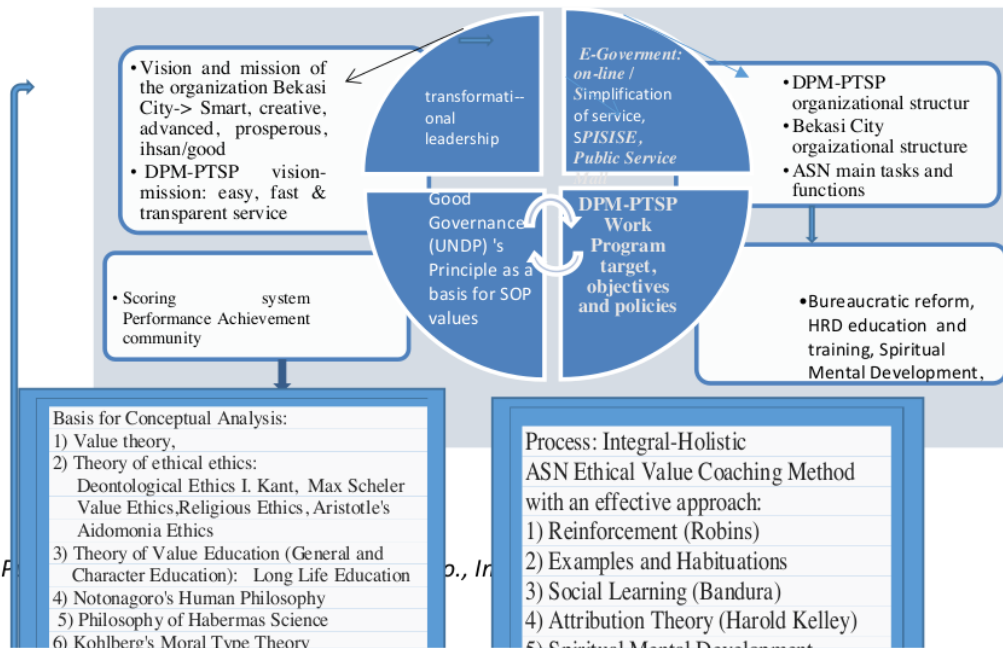 • Vision and mission of
the organization Bekasi
City-> Smart, creative,
advanced, prosperous,
ihsan/good
• DPM-PTSP vision-
mission: easy, fast &
transparent service
transformati--
onal
leadership
E-Goverment:
on-line /
Simplification
of service,
SPISISE,
Public Service
Mall
• DPM-PTSP
organizational structur
• Bekasi City
orgaizational structure
• ASN main tasks and
functions
Good
Governance
(UNDP) 's
Principle as a
basis for SOP
values
DPM-PTSP
Work
Program
target,
objectives
and policies
• Scoring system
Performance Achievement
community
• Bureaucratic reform,
HRD education and
training, Spiritual
Mental Development,
Basis for Conceptual Analysis:
1) Value theory,
2) Theory of ethical ethics:
Deontological Ethics I. Kant, Max Scheler
Value Ethics,Religious Ethics, Aristotle's
Aidomonia Ethics
3) Theory of Value Education (General and
Character Education): Long Life Education
4) Notonagoro's Human Philosophy
5) Philosophy of Habermas Science
6) Kohlberg's Moral Type Theory
Process: Integral-Holistic
ASN Ethical Value Coaching Method
with an effective approach:
1) Reinforcement (Robins)
2) Examples and Habituations
3) Social Learning (Bandura)
4) Attribution Theory (Harold Kelley)
5) Spiritual Mental Development